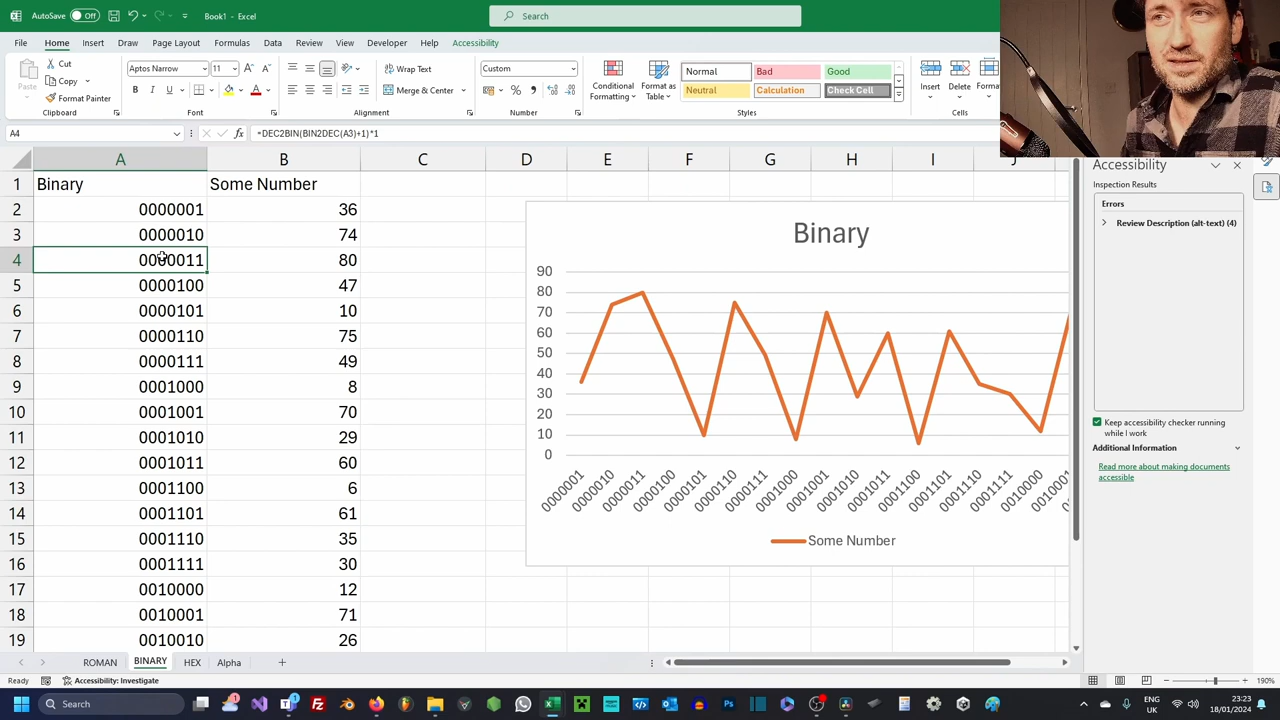 AutoSave Off Book1 - Excel Search
File Home Insert Draw Page Layout Formulas Data Review View Developer Help Accessibility
Paste
Cut
Copy
Format Painter
Clipboard
Aptos Narrow 11
B I U
Font
Wrap Text
Merge & Center
Alignment
Custom
Number
Conditional Formatting
Format as Table
Normal Bad Good
Neutral Calculation Check Cell
Styles
Insert Delete Format
Cells
A4 =DEC2BIN(BIN2DEC(A3)+1)*1
A B C D E F G H I J
1 Binary Some Number
2 0000001 36
3 0000010 74
4 0000011 80
5 0000100 47
6 0000101 10
7 0000110 75
8 0000111 49
9 0001000 8
10 0001001 70
11 0001010 29
12 0001011 60
13 0001100 6
14 0001101 61
15 0001110 35
16 0001111 30
17 0010000 12
18 0010001 71
19 0010010 26
Binary
90
80
70
60
50
40
30
20
10
0
0000001 0000010 0000011 0000100 0000101 0000110 0000111 0001000 0001001 0001010 0001011 0001100 0001101 0001110 0001111 0010000
Some Number
Accessibility
Inspection Results
Errors
Review Description (alt-text) (4)
Keep accessibility checker running
while I work
Additional Information
Read more about making documents
accessible
ROMAN BINARY HEX Alpha
Ready Accessibility: Investigate 190%
Search
ENG
UK
23:23
18/01/2024